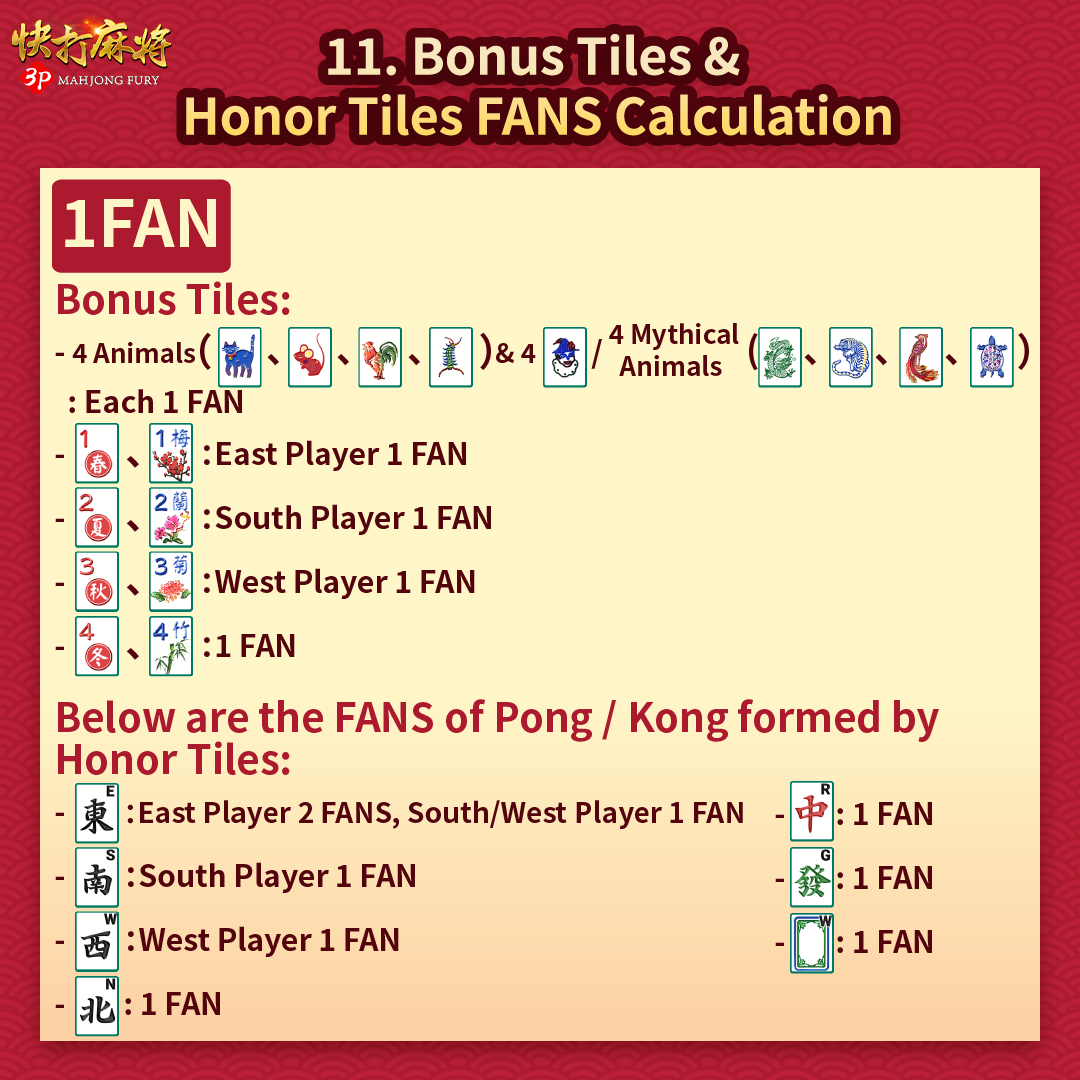 快打麻将
3P MAHJONG FURY
11. Bonus Tiles &
Honor Tiles FANS Calculation
1FAN
Bonus Tiles:
- 4 Animals (、、、) & 4 / 4 Mythical Animals (、、、)
: Each 1 FAN
- 1 春、1 梅 : East Player 1 FAN
- 2 夏、2 蘭 : South Player 1 FAN
- 3 秋、3 菊 : West Player 1 FAN
- 4 冬、4 竹 : 1 FAN
Below are the FANS of Pong / Kong formed by
Honor Tiles:
- E 東 : East Player 2 FANS, South/West Player 1 FAN
- R 中 : 1 FAN
- S 南 : South Player 1 FAN
- G 發 : 1 FAN
- W 西 : West Player 1 FAN
- W : 1 FAN
- N 北 : 1 FAN